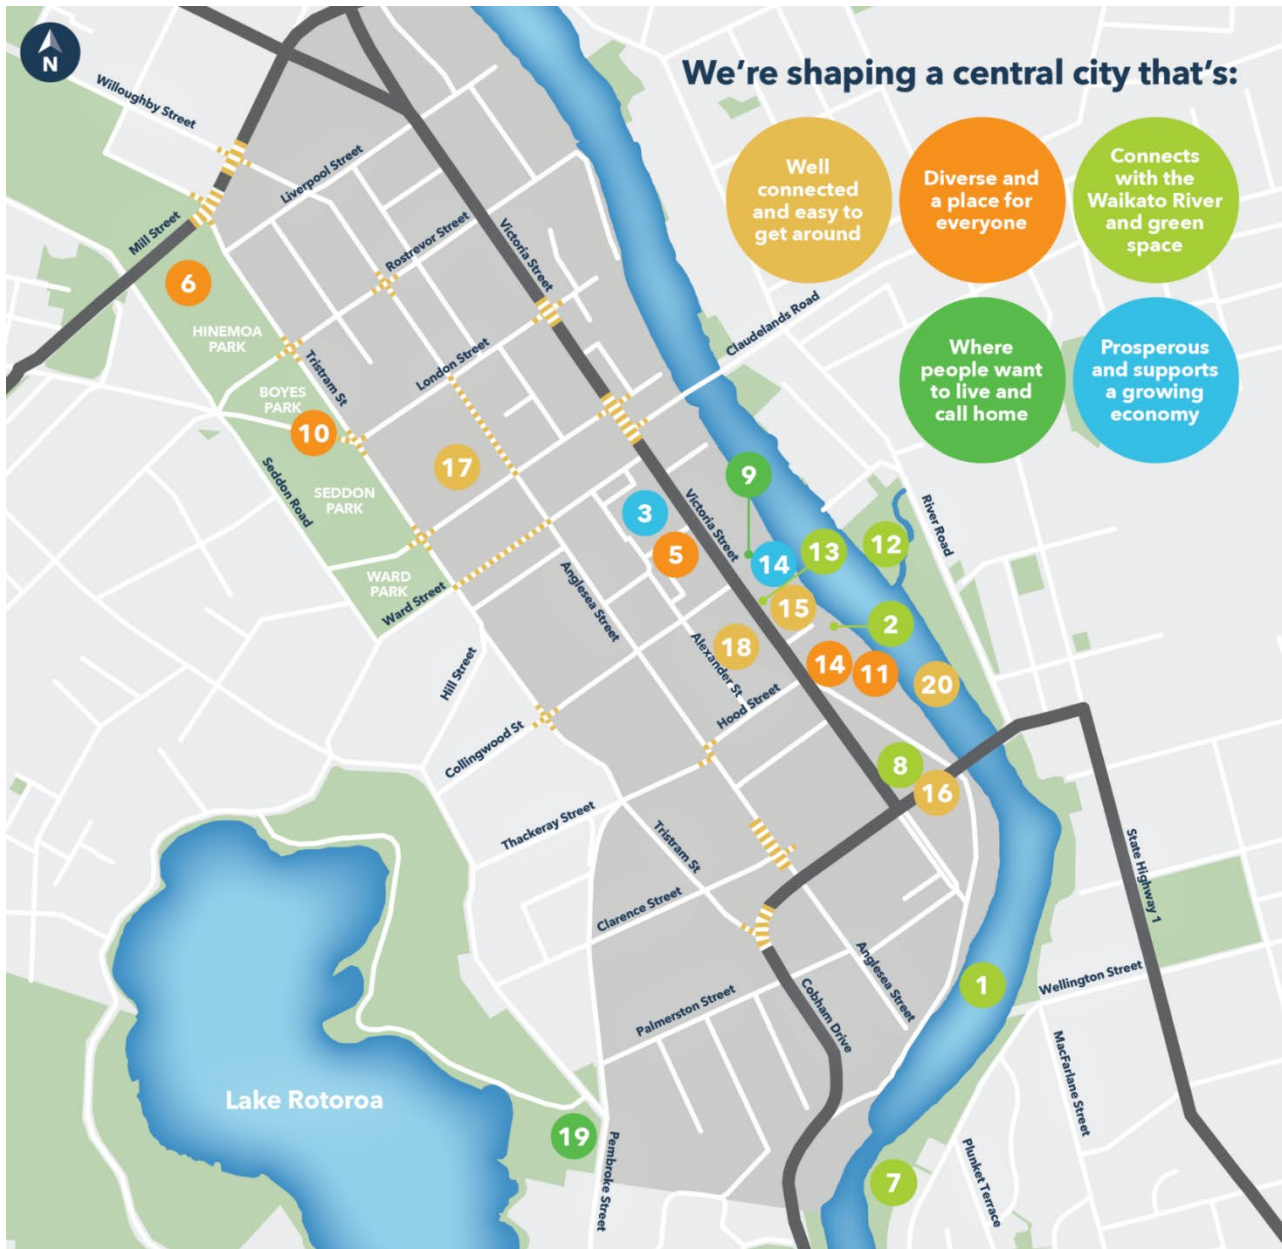 N
We're shaping a central city that's:
Well
connected
and easy to
get around
Diverse and
a place for
everyone
Connects
with the
Waikato River
and green
space
Where
people want
to live and
call home
Prosperous
and supports
a growing
economy
Willoughby Street
Liverpool Street
Mill Street
Rostrevor Street
Victoria Street
6
HINEMOA
PARK
Tristram St
London Street
Claudelands Road
BOYES
PARK
10
17
Seddon Road
SEDDON
PARK
9
3
Victoria Street
River Road
5
14
13
12
WARD
PARK
Ward Street
Anglesea Street
15
2
18
Alexander St
14
11
20
Hill Street
Hood Street
Collingwood St
8
16
Thackeray Street
Tristram St
State Highway 1
Clarence Street
Anglesea Street
1
Wellington Street
Palmerston Street
Cobham Drive
MacFarlane Street
Lake Rotoroa
19
Pembroke Street
7
Plunket Terrace